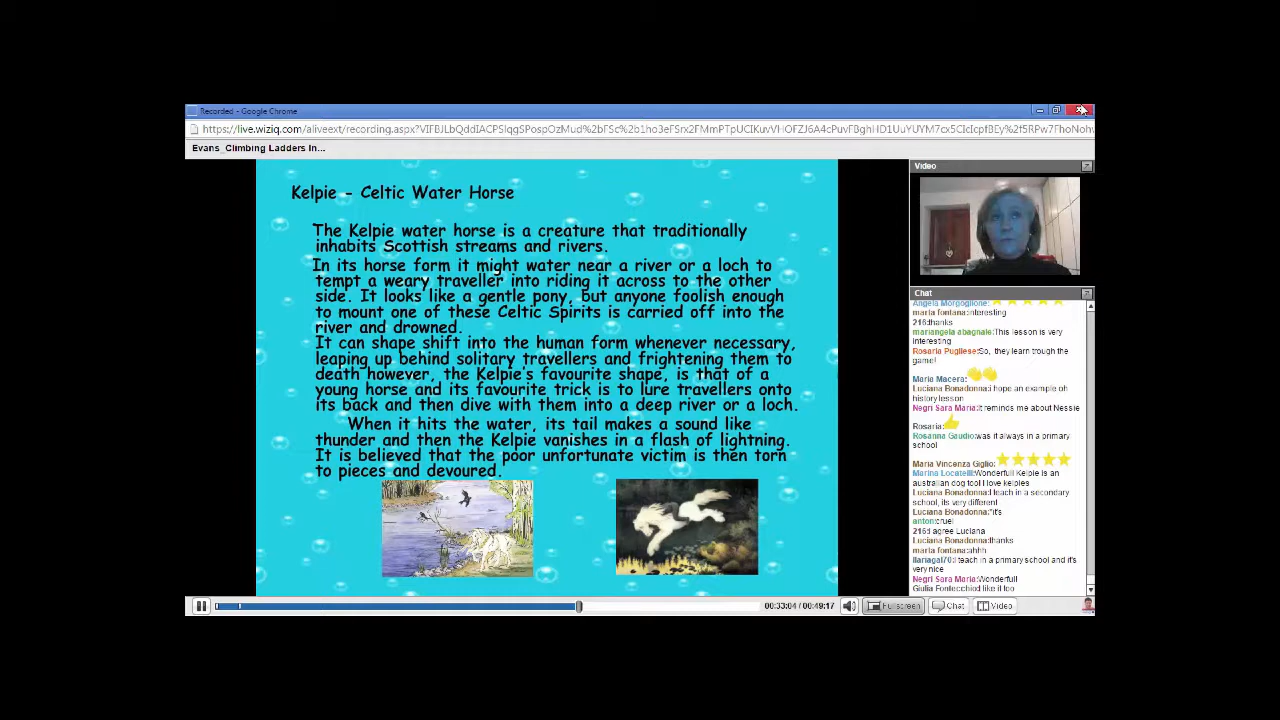 Recorded - Google Chrome
Evans_Climbing Ladders In...
Kelpie - Celtic Water Horse
The Kelpie water horse is a creature that traditionally
inhabits Scottish streams and rivers.
In its horse form it might water near a river or a loch to
tempt a weary traveller into riding it across to the other
side. It looks like a gentle pony, but anyone foolish enough
to mount one of these Celtic Spirits is carried off into the
river and drowned.
It can shape shift into the human form whenever necessary,
leaping up behind solitary travellers and frightening them to
death however, the Kelpie's favourite shape, is that of a
young horse and its favourite trick is to lure travellers onto
its back and then dive with them into a deep river or a loch.
When it hits the water, its tail makes a sound like
thunder and then the Kelpie vanishes in a flash of lightning.
It is believed that the poor unfortunate victim is then torn
to pieces and devoured.
Video
Chat
Angela Morgoglione:
marta fontana:interesting
216:thanks
mariangela abagnale:This lesson is very
interesting
Rosaria Pugliese:So, they learn trough the
game!
Maria Macera:
Luciana Bonadonna:i hope an example oh
history lesson
Negri Sara Maria:It reminds me about Nessie
Rosaria:
Rosanna Gaudio:was it always in a primary
school
Maria Vincenza Giglio:
Marina Locatelli:Wonderful! Kelpie is an
australian dog too! I love kelpies
Luciana Bonadonna:I teach in a secondary
school, its very different
Luciana Bonadonna:*it's
anton:cruel
216:I agree Luciana
Luciana Bonadonna:thanks
marta fontana:ahhh
ilariagal70:I teach in a primary school and it's
very nice
Negri Sara Maria:Wonderful!
Giulia Fontecchiod like it too
00:33:04 / 00:49:17
Fullscreen
Chat
Video